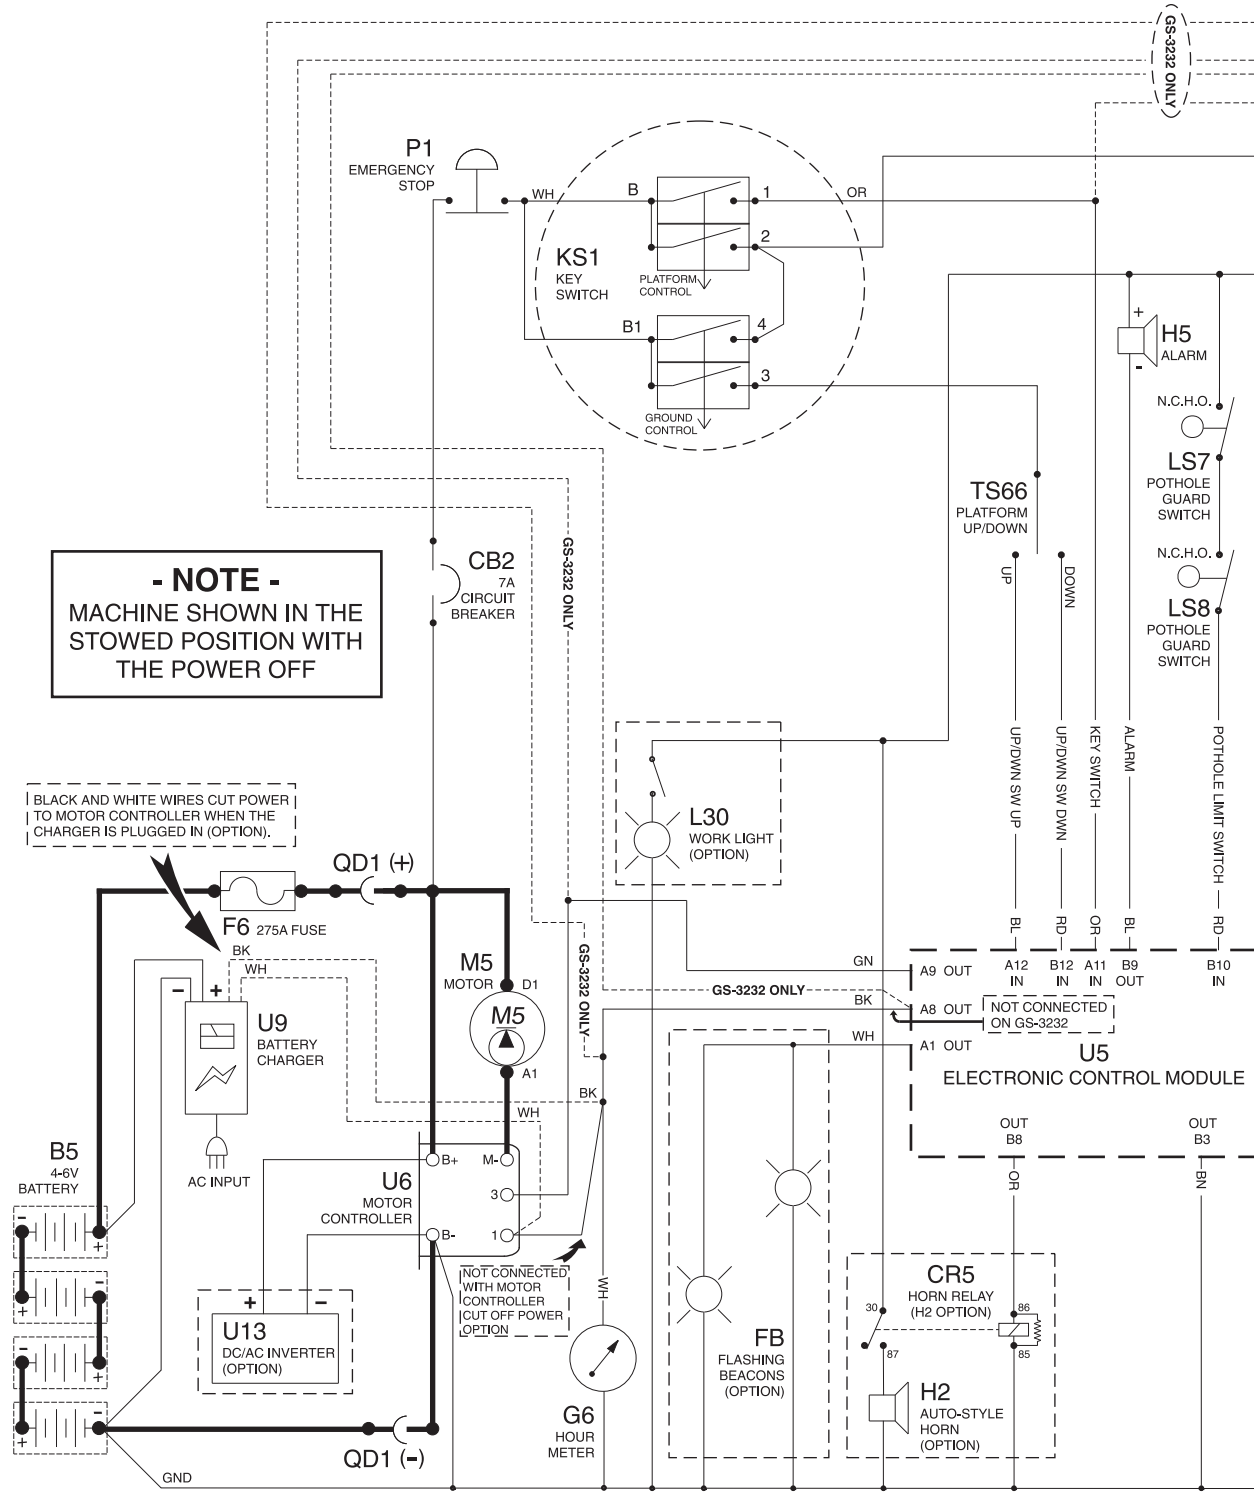 GS-3232 ONLY
P1
EMERGENCY
STOP
WH
B
1
OR
2
KS1
KEY
SWITCH
PLATFORM
CONTROL
B1
4
3
GROUND
CONTROL
+
H5
ALARM
-
N.C.H.O.
LS7
POTHOLE
GUARD
SWITCH
TS66
PLATFORM
UP/DOWN
UP
DOWN
N.C.H.O.
LS8
POTHOLE
GUARD
SWITCH
- NOTE -
MACHINE SHOWN IN THE
STOWED POSITION WITH
THE POWER OFF
CB2
7A
CIRCUIT
BREAKER
GS-3232 ONLY
UP/DWN SW UP
UP/DWN SW DWN
KEY SWITCH
ALARM
POTHOLE LIMIT SWITCH
BLACK AND WHITE WIRES CUT POWER
TO MOTOR CONTROLLER WHEN THE
CHARGER IS PLUGGED IN (OPTION).
L30
WORK LIGHT
(OPTION)
QD1 (+)
F6 275A FUSE
BK
WH
BL
RD
OR
BL
RD
M5
MOTOR
D1
M5
A1
GS-3232 ONLY
GS-3232 ONLY
GN
BK
WH
A9 OUT
A12
IN
B12
IN
A11
IN
B9
OUT
B10
IN
A8 OUT
NOT CONNECTED
ON GS-3232
A1 OUT
U5
ELECTRONIC CONTROL MODULE
OUT
B8
OUT
B3
OR
BN
-
+
U9
BATTERY
CHARGER
AC INPUT
BK
WH
B5
4-6V
BATTERY
-
+
+
-
-
+
+
-
U6
MOTOR
CONTROLLER
B+
M-
3
B-
1
NOT CONNECTED
WITH MOTOR
CONTROLLER
CUT OFF POWER
OPTION
WH
+
-
U13
DC/AC INVERTER
(OPTION)
QD1 (-)
GND
G6
HOUR
METER
FB
FLASHING
BEACONS
(OPTION)
CR5
HORN RELAY
(H2 OPTION)
30
87
86
85
H2
AUTO-STYLE
HORN
(OPTION)